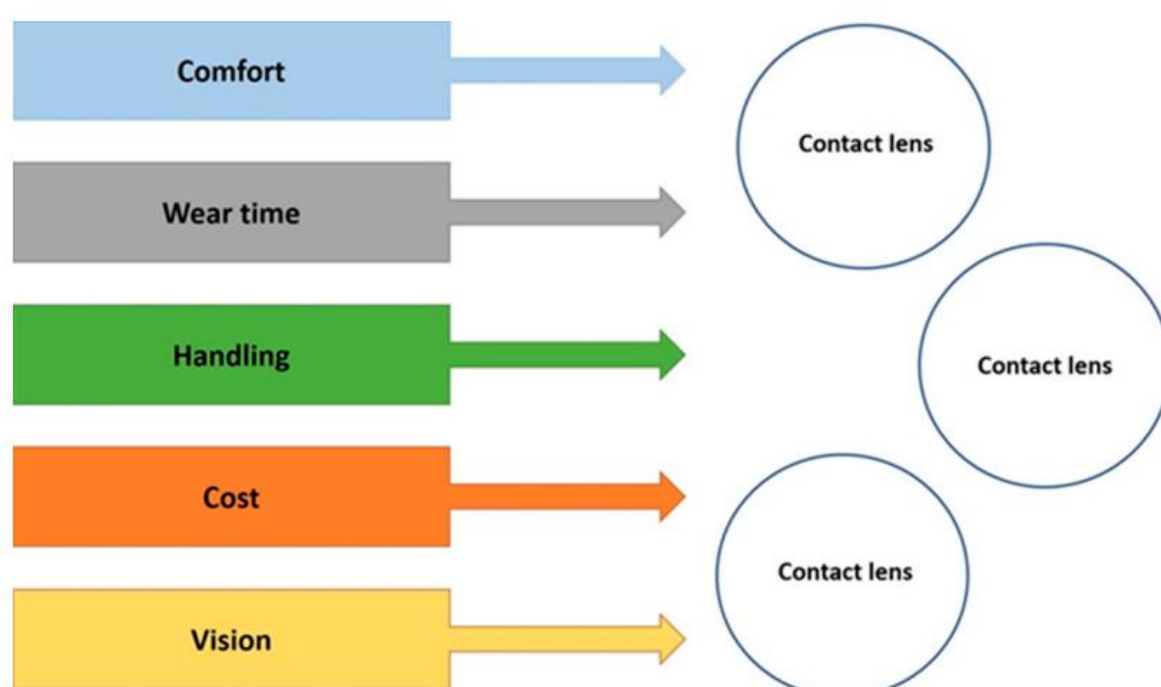 Comfort
Wear time
Handling
Cost
Vision
Contact lens
Contact lens
Contact lens